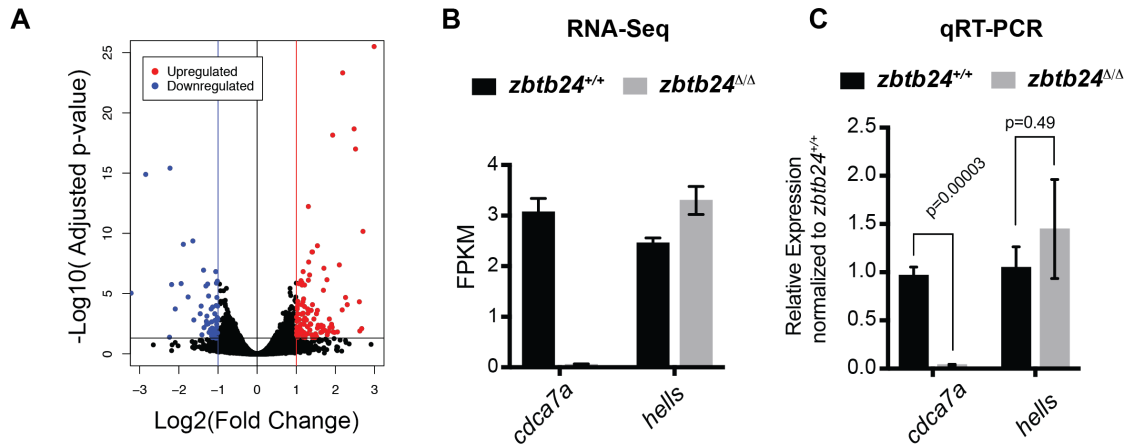 A
-Log10( Adjusted p-value)
25
20
15
10
5
0
Upregulated
Downregulated
−3 −2 −1 0 1 2 3
Log2(Fold Change)
B
RNA-Seq
zbtb24+/+ zbtb24Δ/Δ
FPKM
4
3
2
1
0
cdca7a hells
C
qRT-PCR
zbtb24+/+ zbtb24Δ/Δ
Relative Expression
normalized to zbtb24+/+
2.5
2.0
1.5
1.0
1.0
0.0
p=0.00003
p=0.49
cdca7a hells